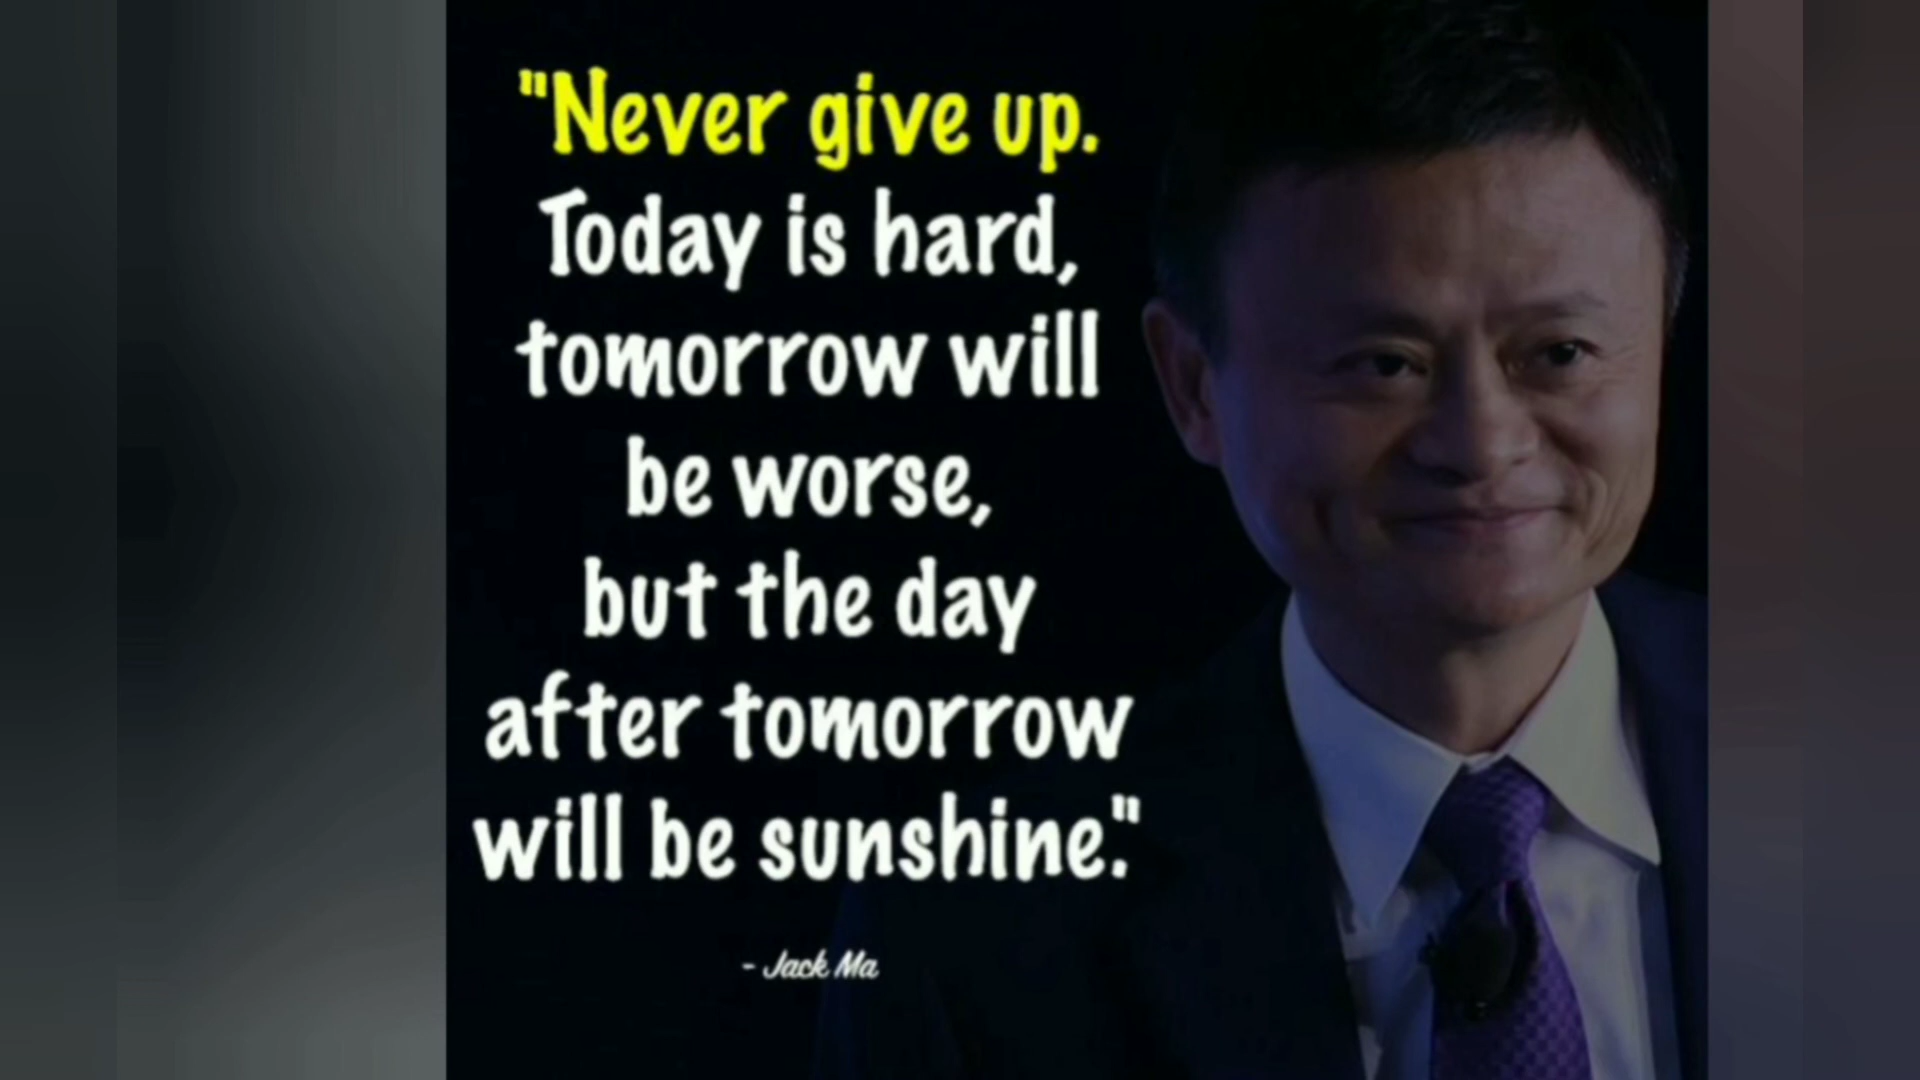 "Never give up.
Today is hard,
tomorrow will
be worse,
but the day
after tomorrow
will be sunshine."
- Jack Ma